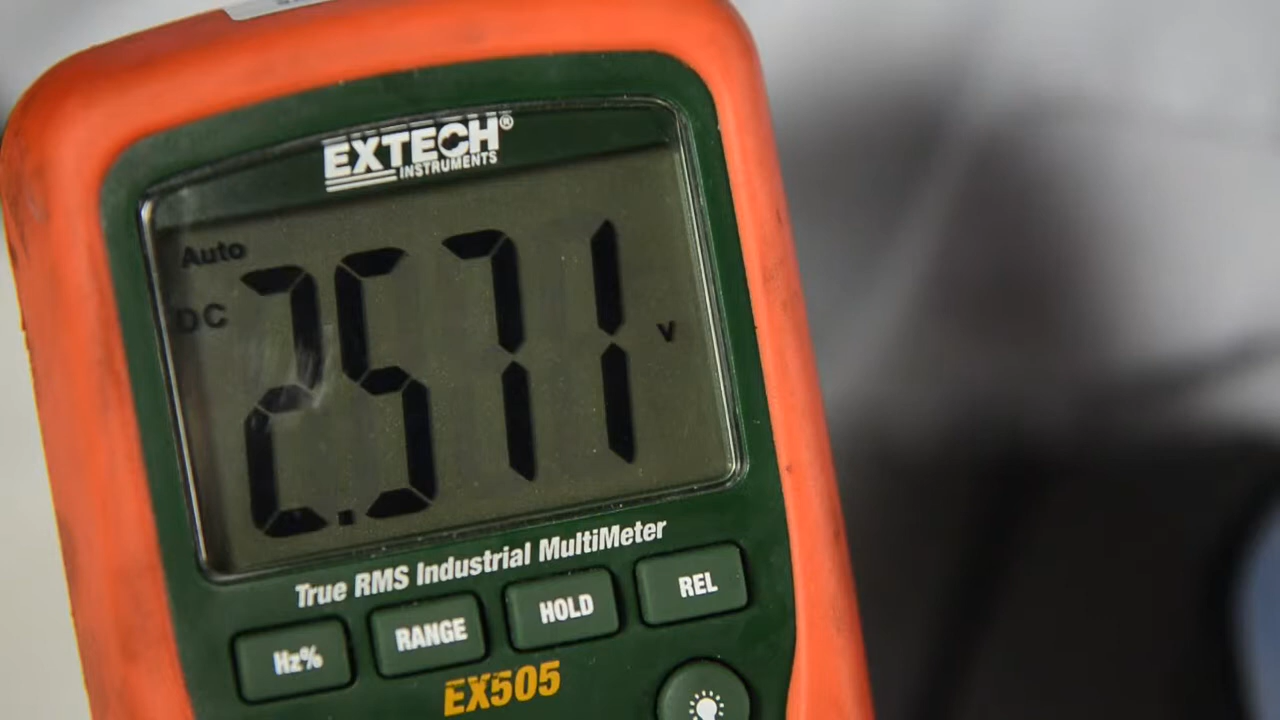 EXTECH®
INSTRUMENTS
Auto
DC
2.571 V
True RMS Industrial MultiMeter
Hz%
RANGE
HOLD
REL
EX505